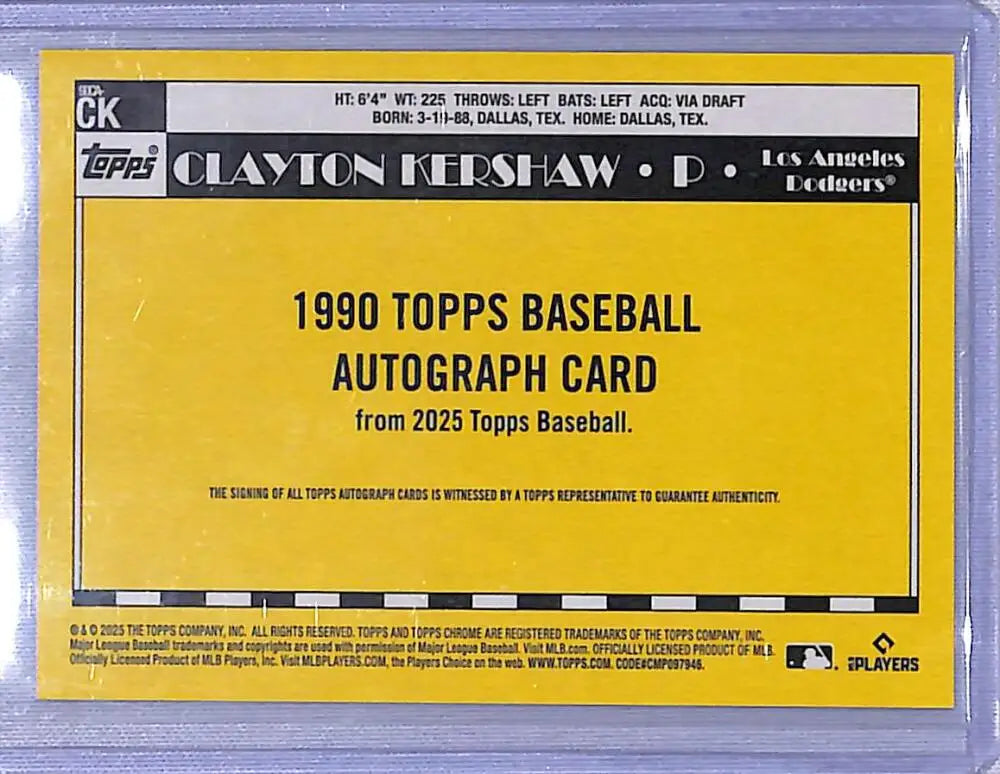 CK
HT: 6'4" WT: 225 THROWS: LEFT BATS: LEFT ACQ: VIA DRAFT
BORN: 3-19-88, DALLAS, TEX. HOME: DALLAS, TEX.
topps® CLAYTON KERSHAW • P • Los Angeles
Dodgers®
1990 TOPPS BASEBALL
AUTOGRAPH CARD
from 2025 Topps Baseball.
THE SIGNING OF ALL TOPPS AUTOGRAPH CARDS IS WITNESSED BY A TOPPS REPRESENTATIVE TO GUARANTEE AUTHENTICITY.
® & © 2025 THE TOPPS COMPANY, INC. ALL RIGHTS RESERVED. TOPPS AND TOPPS CHROME ARE REGISTERED TRADEMARKS OF THE TOPPS COMPANY, INC.
Major League Baseball trademarks and copyrights are used with permission of Major League Baseball. Visit MLB.com. OFFICIALLY LICENSED PRODUCT OF MLB.
Officially Licensed Product of MLB Players, Inc. Visit MLBPLAYERS.COM, the Players Choice on the web. WWW.TOPPS.COM. CODE#CMP097946.
PLAYERS